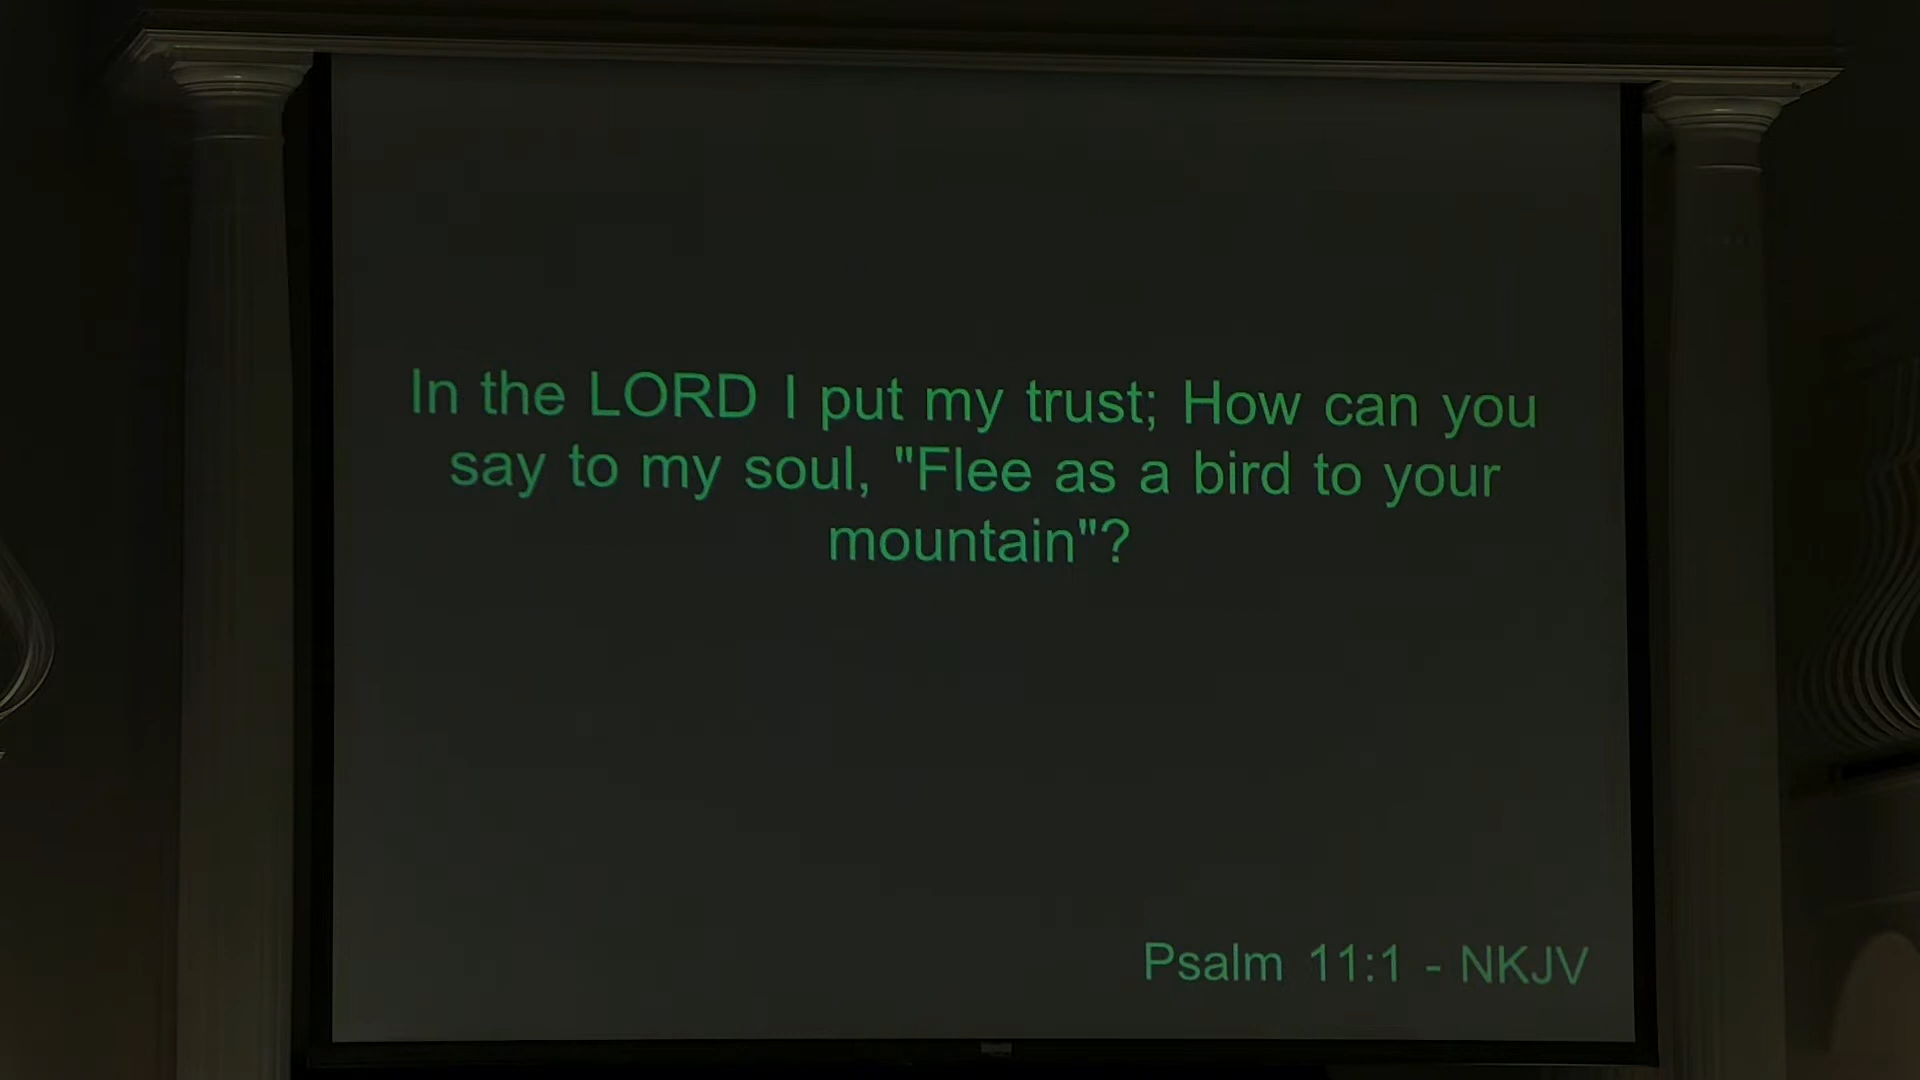 In the LORD I put my trust; How can you
say to my soul, "Flee as a bird to your
mountain"?
Psalm 11:1 - NKJV